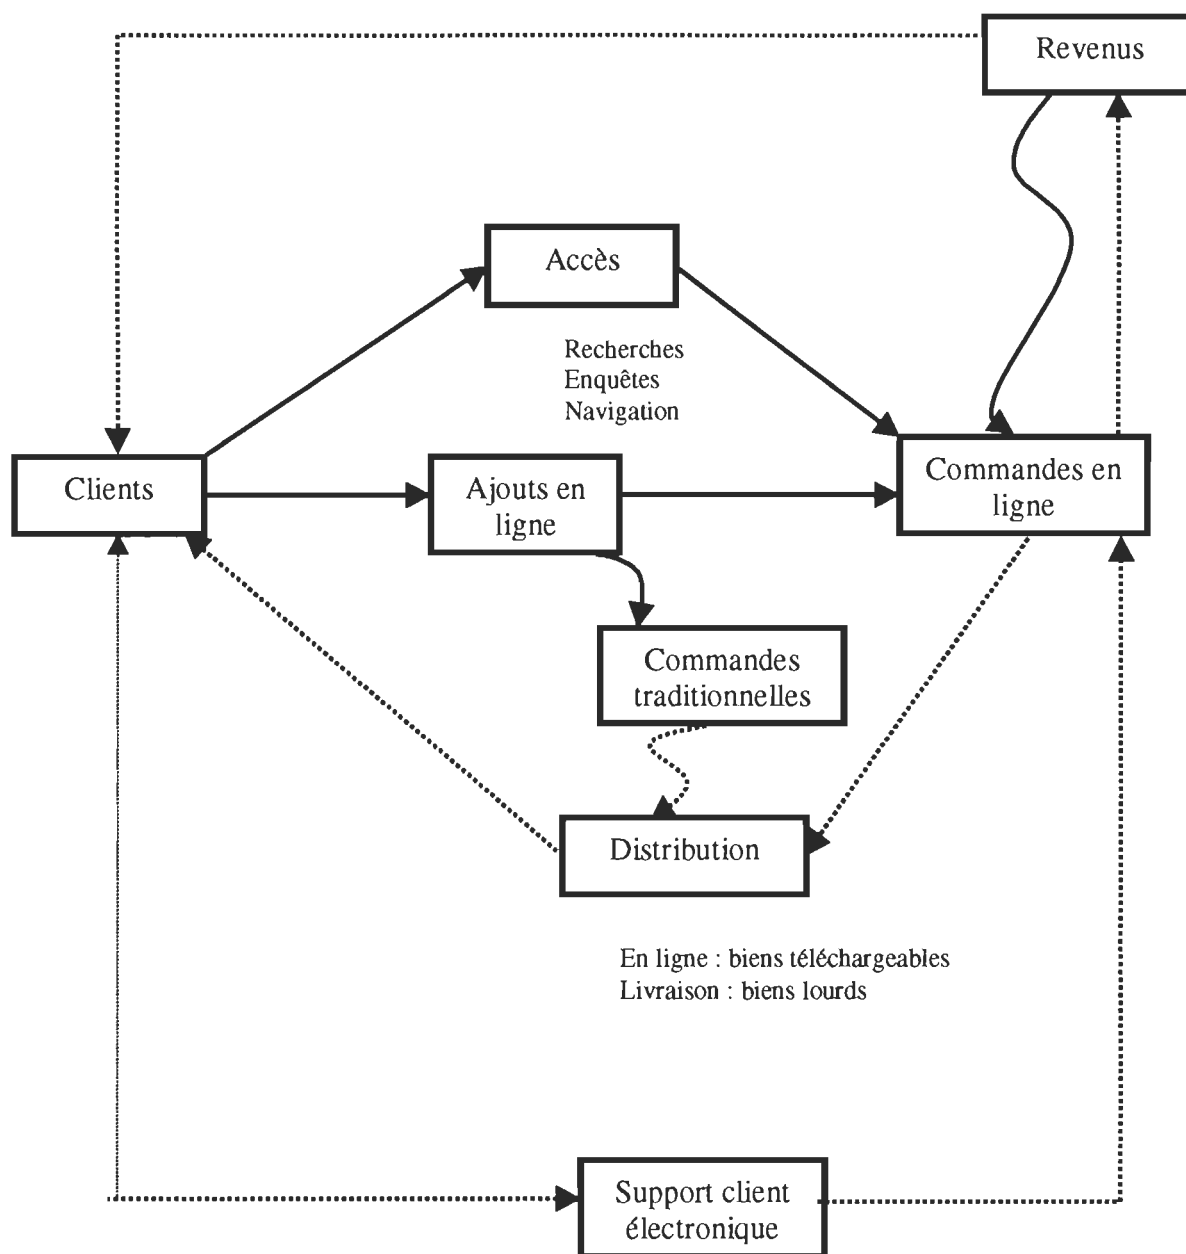 Revenus
Accès
Recherches
Enquêtes
Navigation
Clients
Ajouts en
ligne
Commandes en
ligne
Commandes
traditionnelles
Distribution
En ligne : biens téléchargeables
Livraison : biens lourds
Support client
électronique